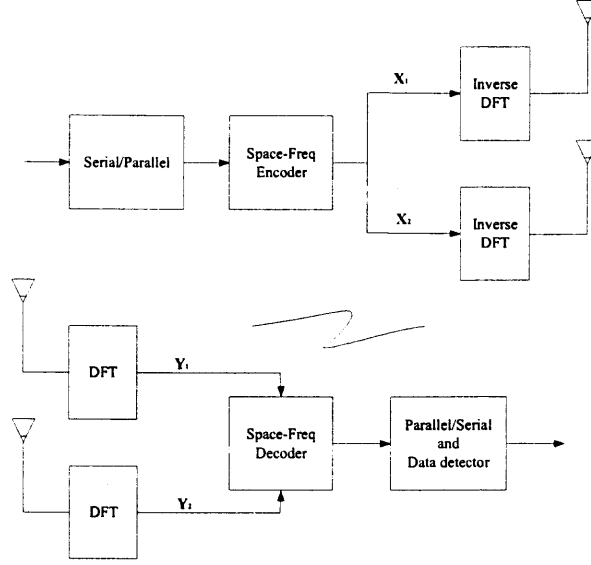 X1
Inverse
DFT
Serial/Parallel
Space-Freq
Encoder
X2
Inverse
DFT
DFT
Y1
Space-Freq
Decoder
Parallel/Serial
and
Data detector
DFT
Y2